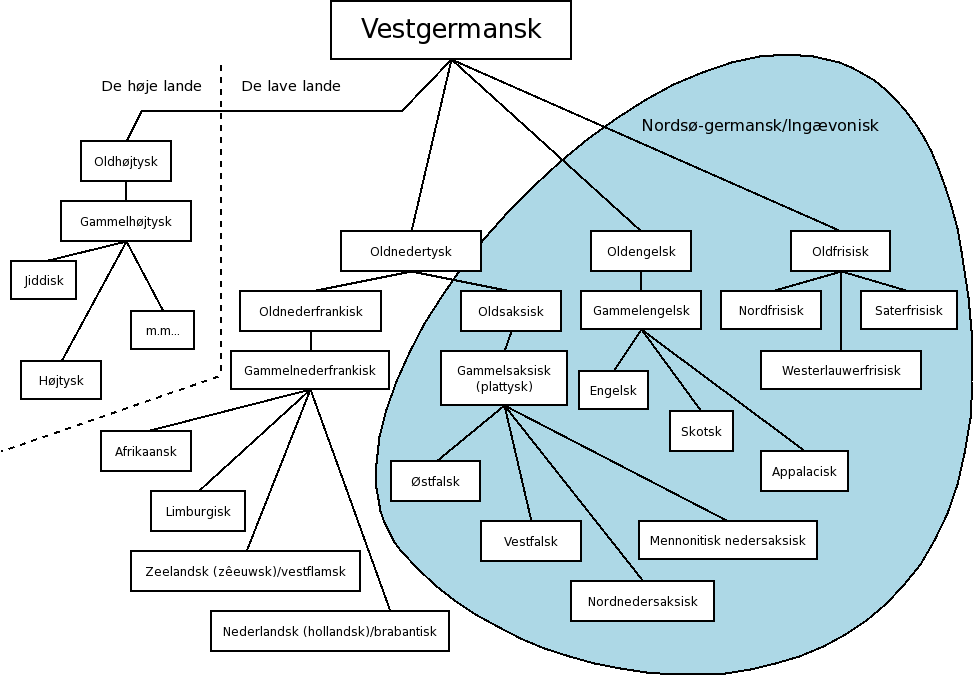 Vestgermansk
De høje lande
De lave lande
Nordsø-germansk/Ingævonisk
Oldhøjtysk
Gammelhøjtysk
Jiddisk
m.m...
Højtysk
Oldnedertysk
Oldengelsk
Oldfrisisk
Oldnederfrankisk
Oldsaksisk
Gammelengelsk
Nordfrisisk
Saterfrisisk
Gammelnederfrankisk
Gammelsaksisk
(plattysk)
Westerlauwerfrisisk
Engelsk
Skotsk
Appalacisk
Afrikaansk
Limburgisk
Zeelandsk (zêeuwsk)/vestflamsk
Nederlandsk (hollandsk)/brabantisk
Østfalsk
Vestfalsk
Mennonitisk nedersaksisk
Nordnedersaksisk